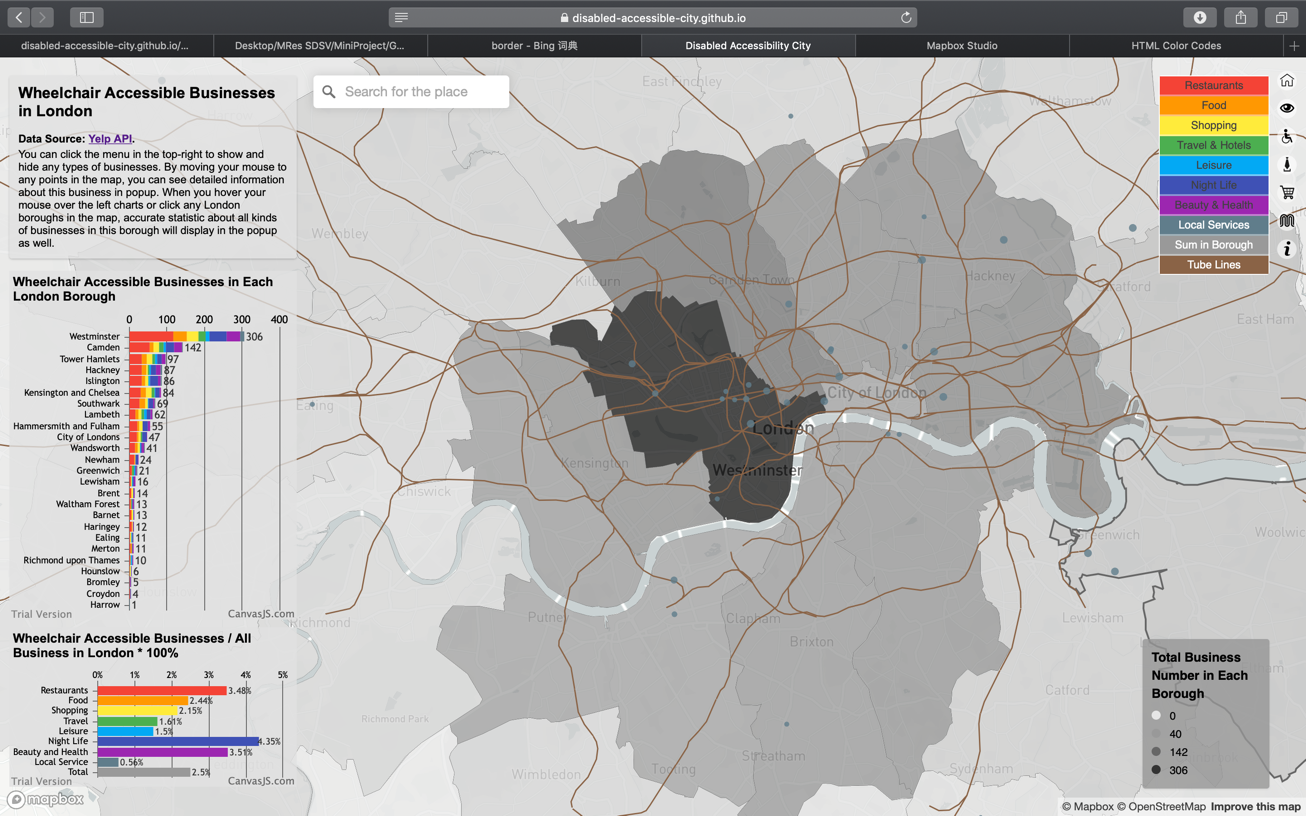 disabled-accessible-city.github.io
disabled-accessible-city.github.io/...
Desktop/MRes SDSV/MiniProject/G...
border - Bing 词典
Disabled Accessibility City
Mapbox Studio
HTML Color Codes
Wheelchair Accessible Businesses
in London
Data Source: Yelp API.
You can click the menu in the top-right to show and
hide any types of businesses. By moving your mouse to
any points in the map, you can see detailed information
about this business in popup. When you hover your
mouse over the left charts or click any London
boroughs in the map, accurate statistic about all kinds
of businesses in this borough will display in the popup
as well.
Search for the place
Restaurants
Food
Shopping
Travel & Hotels
Leisure
Night Life
Beauty & Health
Local Services
Sum in Borough
Tube Lines
Wheelchair Accessible Businesses in Each
London Borough
0 100 200 300 400
Westminster 306
Camden 142
Tower Hamlets 97
Hackney 87
Islington 86
Kensington and Chelsea 84
Southwark 69
Lambeth 62
Hammersmith and Fulham 55
City of Londons 47
Wandsworth 41
Newham 24
Greenwich 21
Lewisham 16
Brent 14
Waltham Forest 13
Barnet 13
Haringey 12
Ealing 11
Merton 11
Richmond upon Thames 10
Hounslow 6
Bromley 5
Croydon 4
Harrow 1
Trial Version
CanvasJS.com
Wheelchair Accessible Businesses / All
Business in London * 100%
0% 1% 2% 3% 4% 5%
Restaurants 3.48%
Food 2.44%
Shopping 2.15%
Travel 1.61%
Leisure 1.5%
Night Life 4.35%
Beauty and Health 3.51%
Local Service 0.56%
Total 2.5%
Trial Version
CanvasJS.com
mapbox
East Finchley
Walthamstow
Wembley
Kilburn
Camden Town
Hackney
Stratford
East Ham
Ealing
City of London
London
Kensington
Westminster
Chiswick
Greenwich
Woolwic
Richmond
Putney
Clapham
Brixton
Lewisham
Catford
Richmond Park
Wimbledon
Tooting
Streatham
Sydenham
Total Business
Number in Each
Borough
0
40
142
306
© Mapbox © OpenStreetMap Improve this map